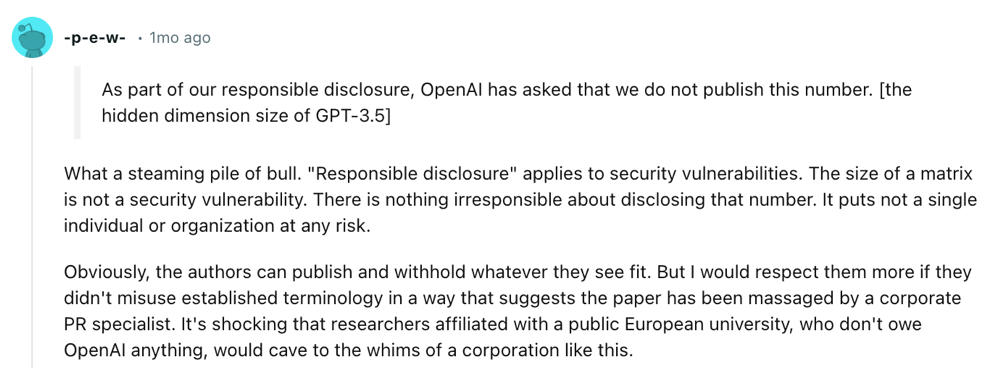 -p-e-w- • 1mo ago
As part of our responsible disclosure, OpenAI has asked that we do not publish this number. [the
hidden dimension size of GPT-3.5]
What a steaming pile of bull. "Responsible disclosure" applies to security vulnerabilities. The size of a matrix
is not a security vulnerability. There is nothing irresponsible about disclosing that number. It puts not a single
individual or organization at any risk.
Obviously, the authors can publish and withhold whatever they see fit. But I would respect them more if they
didn't misuse established terminology in a way that suggests the paper has been massaged by a corporate
PR specialist. It's shocking that researchers affiliated with a public European university, who don't owe
OpenAI anything, would cave to the whims of a corporation like this.